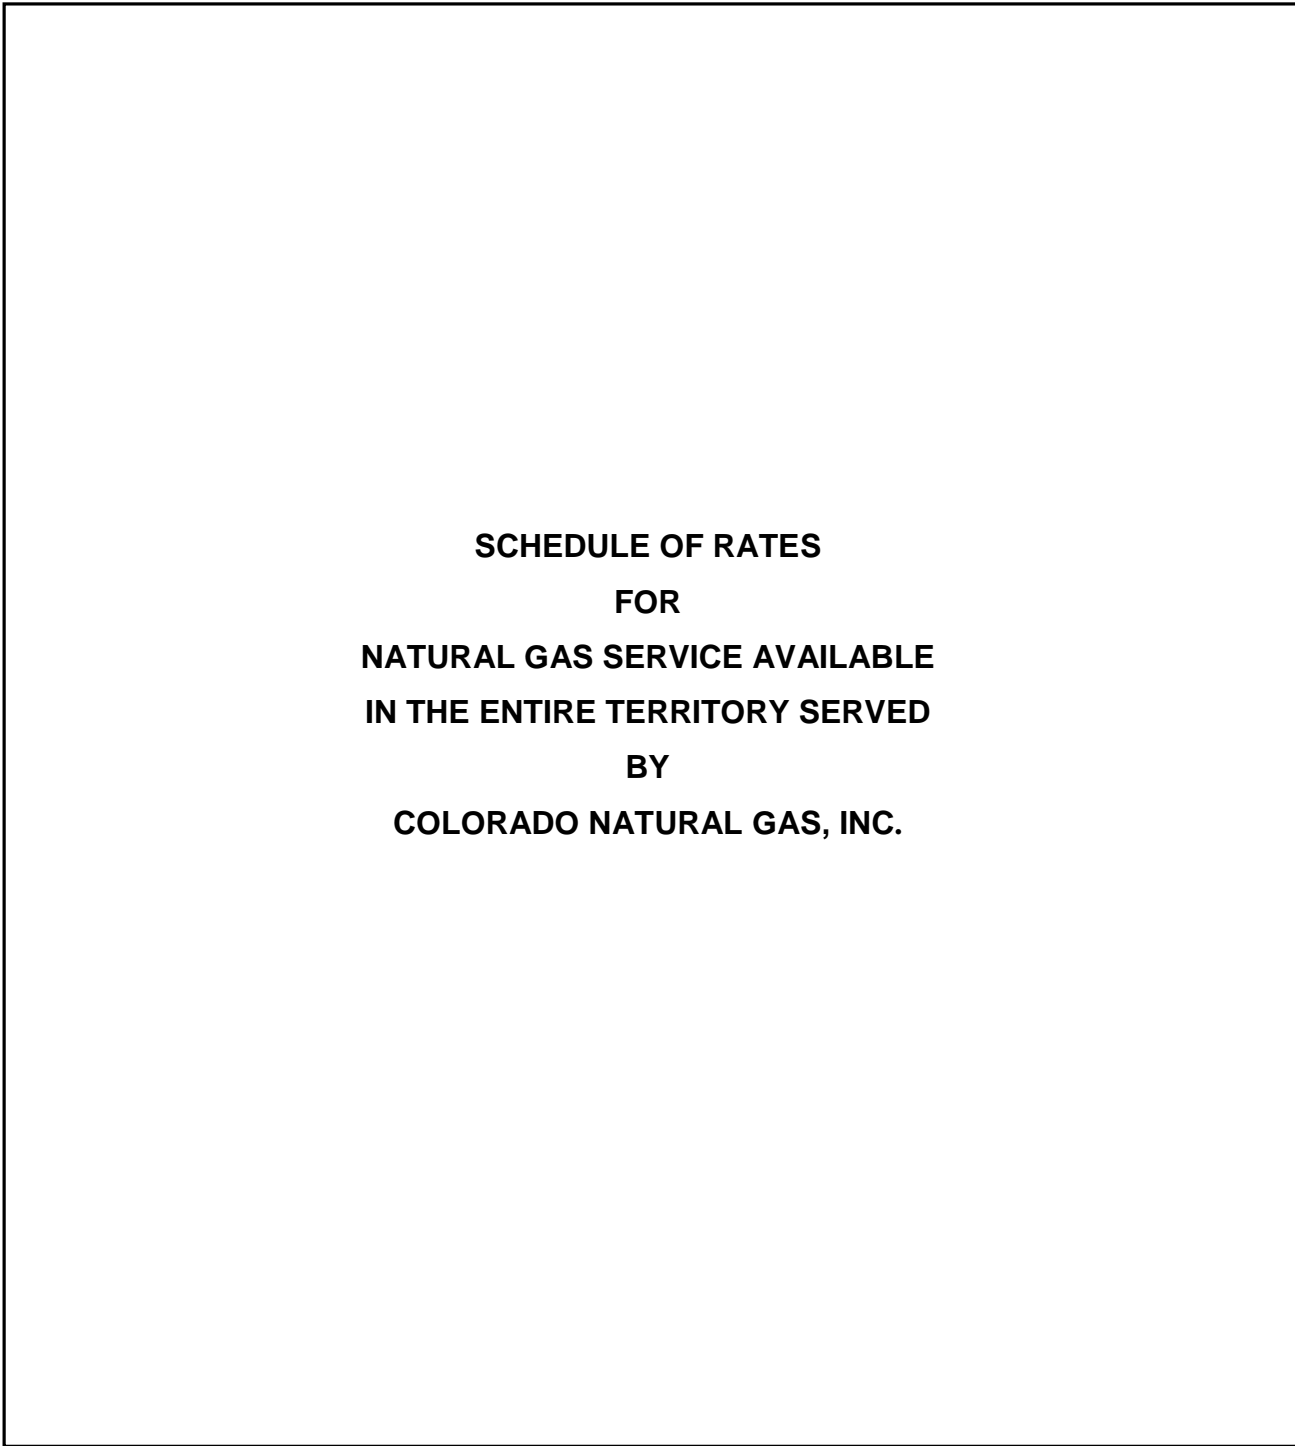 SCHEDULE OF RATES
FOR
NATURAL GAS SERVICE AVAILABLE
IN THE ENTIRE TERRITORY SERVED
BY
COLORADO NATURAL GAS, INC.